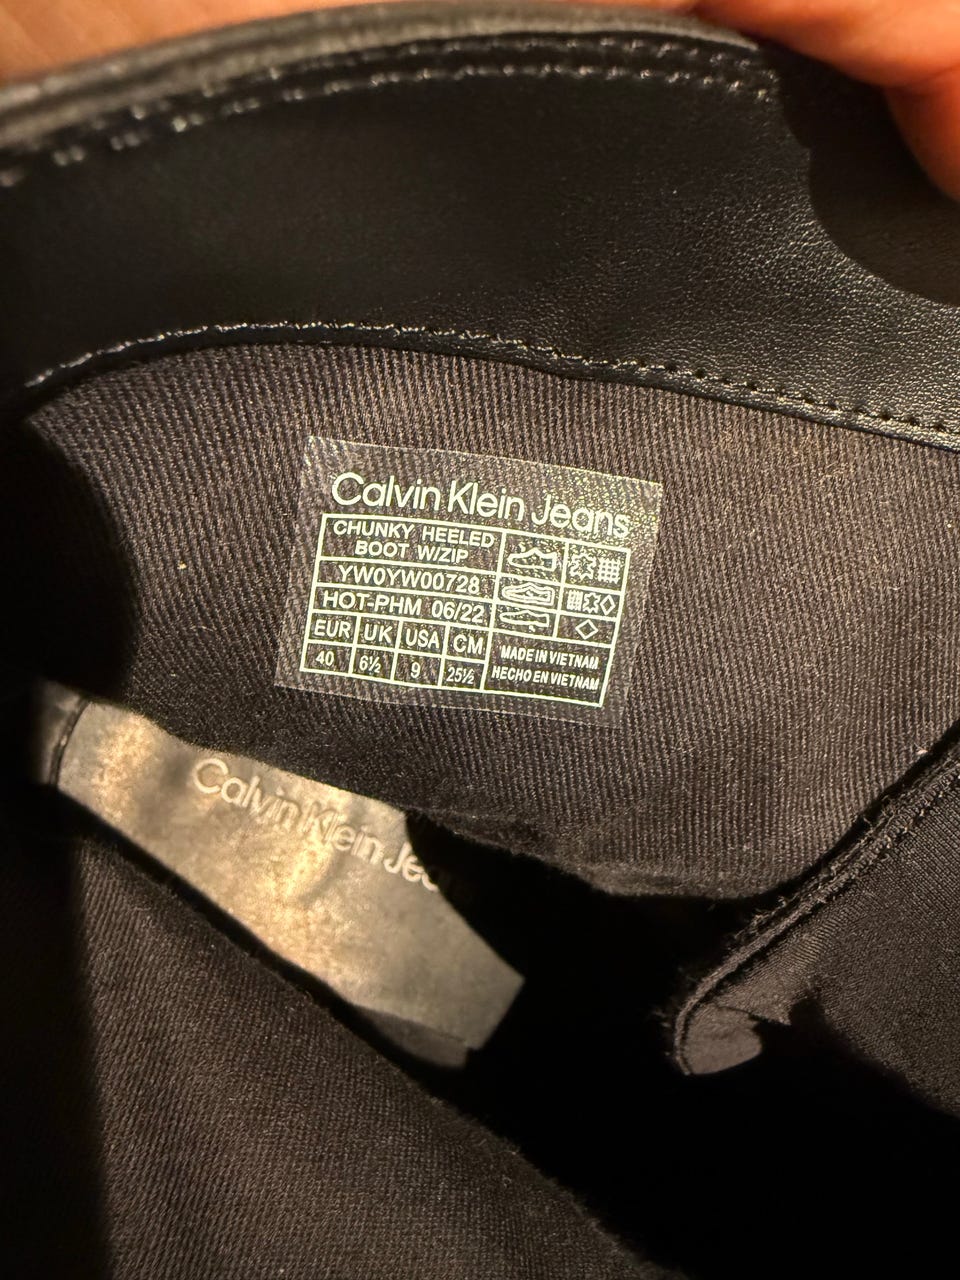 Calvin Klein Jeans
CHUNKY HEELED
BOOT W/ZIP
YW0YW00728
HOT-PHM 06/22
EUR UK USA CM
40 6½ 9 25½
MADE IN VIETNAM
HECHO EN VIETNAM
Calvin Klein Jea